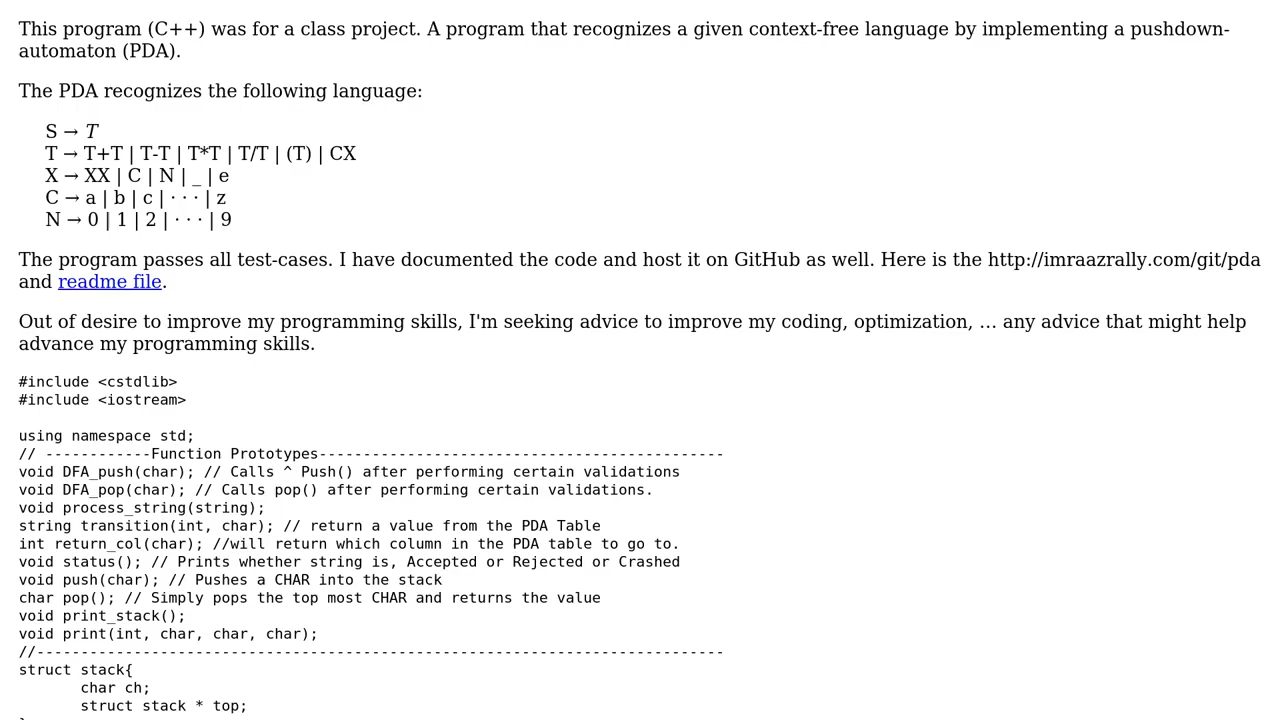 This program (C++) was for a class project. A program that recognizes a given context-free language by implementing a pushdown-
automaton (PDA).
The PDA recognizes the following language:
S → T
T → T+T | T-T | T*T | T/T | (T) | CX
X → XX | C | N | _ | e
C → a | b | c | · · · | z
N → 0 | 1 | 2 | · · · | 9
The program passes all test-cases. I have documented the code and host it on GitHub as well. Here is the http://imraazrally.com/git/pda
and readme file.
Out of desire to improve my programming skills, I'm seeking advice to improve my coding, optimization, … any advice that might help
advance my programming skills.
#include <cstdlib>
#include <iostream>
using namespace std;
// ------------Function Prototypes----------------------------------------------
void DFA_push(char); // Calls ^ Push() after performing certain validations
void DFA_pop(char); // Calls pop() after performing certain validations.
void process_string(string);
string transition(int, char); // return a value from the PDA Table
int return_col(char); //will return which column in the PDA table to go to.
void status(); // Prints whether string is, Accepted or Rejected or Crashed
void push(char); // Pushes a CHAR into the stack
char pop(); // Simply pops the top most CHAR and returns the value
void print_stack();
void print(int, char, char, char);
//------------------------------------------------------------------------------
struct stack{
       char ch;
       struct stack * top;